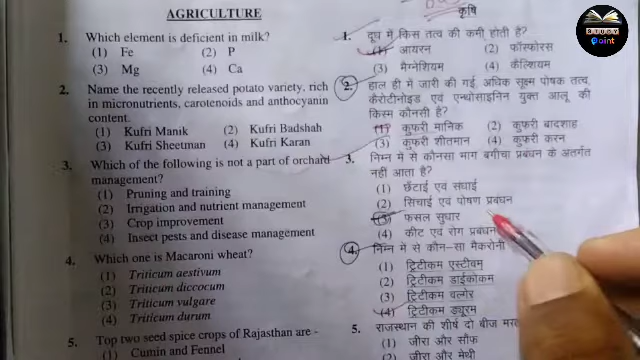 AGRICULTURE
1. Which element is deficient in milk?
(1) Fe (2) P
(3) Mg (4) Ca
2. Name the recently released potato variety, rich
in micronutrients, carotenoids and anthocyanin
content.
(1) Kufri Manik (2) Kufri Badshah
(3) Kufri Sheetman (4) Kufri Karan
3. Which of the following is not a part of orchard
management?
(1) Pruning and training
(2) Irrigation and nutrient management
(3) Crop improvement
(4) Insect pests and disease management
4. Which one is Macaroni wheat?
(1) Triticum aestivum
(2) Triticum diccocum
(3) Triticum vulgare
(4) Triticum durum
5. Top two seed spice crops of Rajasthan are -
(1) Cumin and Fennel
कृषि
1. दूध में किस तत्व की कमी होती है?
(1) आयरन (2) फॉस्फोरस
(3) मैग्नेशियम (4) कैल्शियम
2. हाल ही में जारी की गई, अधिक सूक्ष्म पोषक तत्व,
कैरोटीनोइड एवं एन्थोसाइनिन युक्त आलू की
किस्म कौनसी है?
(1) कुफरी मानिक (2) कुफरी बादशाह
(3) कुफरी शीतमान (4) कुफरी करन
3. निम्न में से कौनसा भाग बगीचा प्रबंधन के अंतर्गत
नहीं आता है?
(1) छँटाई एवं सधाई
(2) सिंचाई एवं पोषण प्रबंधन
(3) फसल सुधार
(4) कीट एवं रोग प्रबंधन
4. निम्न में से कौन-सा मैकरोनी
(1) ट्रिटीकम एस्टीवम्
(2) ट्रिटीकम डाईकोकम
(3) ट्रिटीकम वल्गेर
(4) ट्रिटीकम ड्यूरम
5. राजस्थान की शीर्ष दो बीज
(1) जीरा और सौंफ
(2) जीरा और मेथी
STUDY
Point